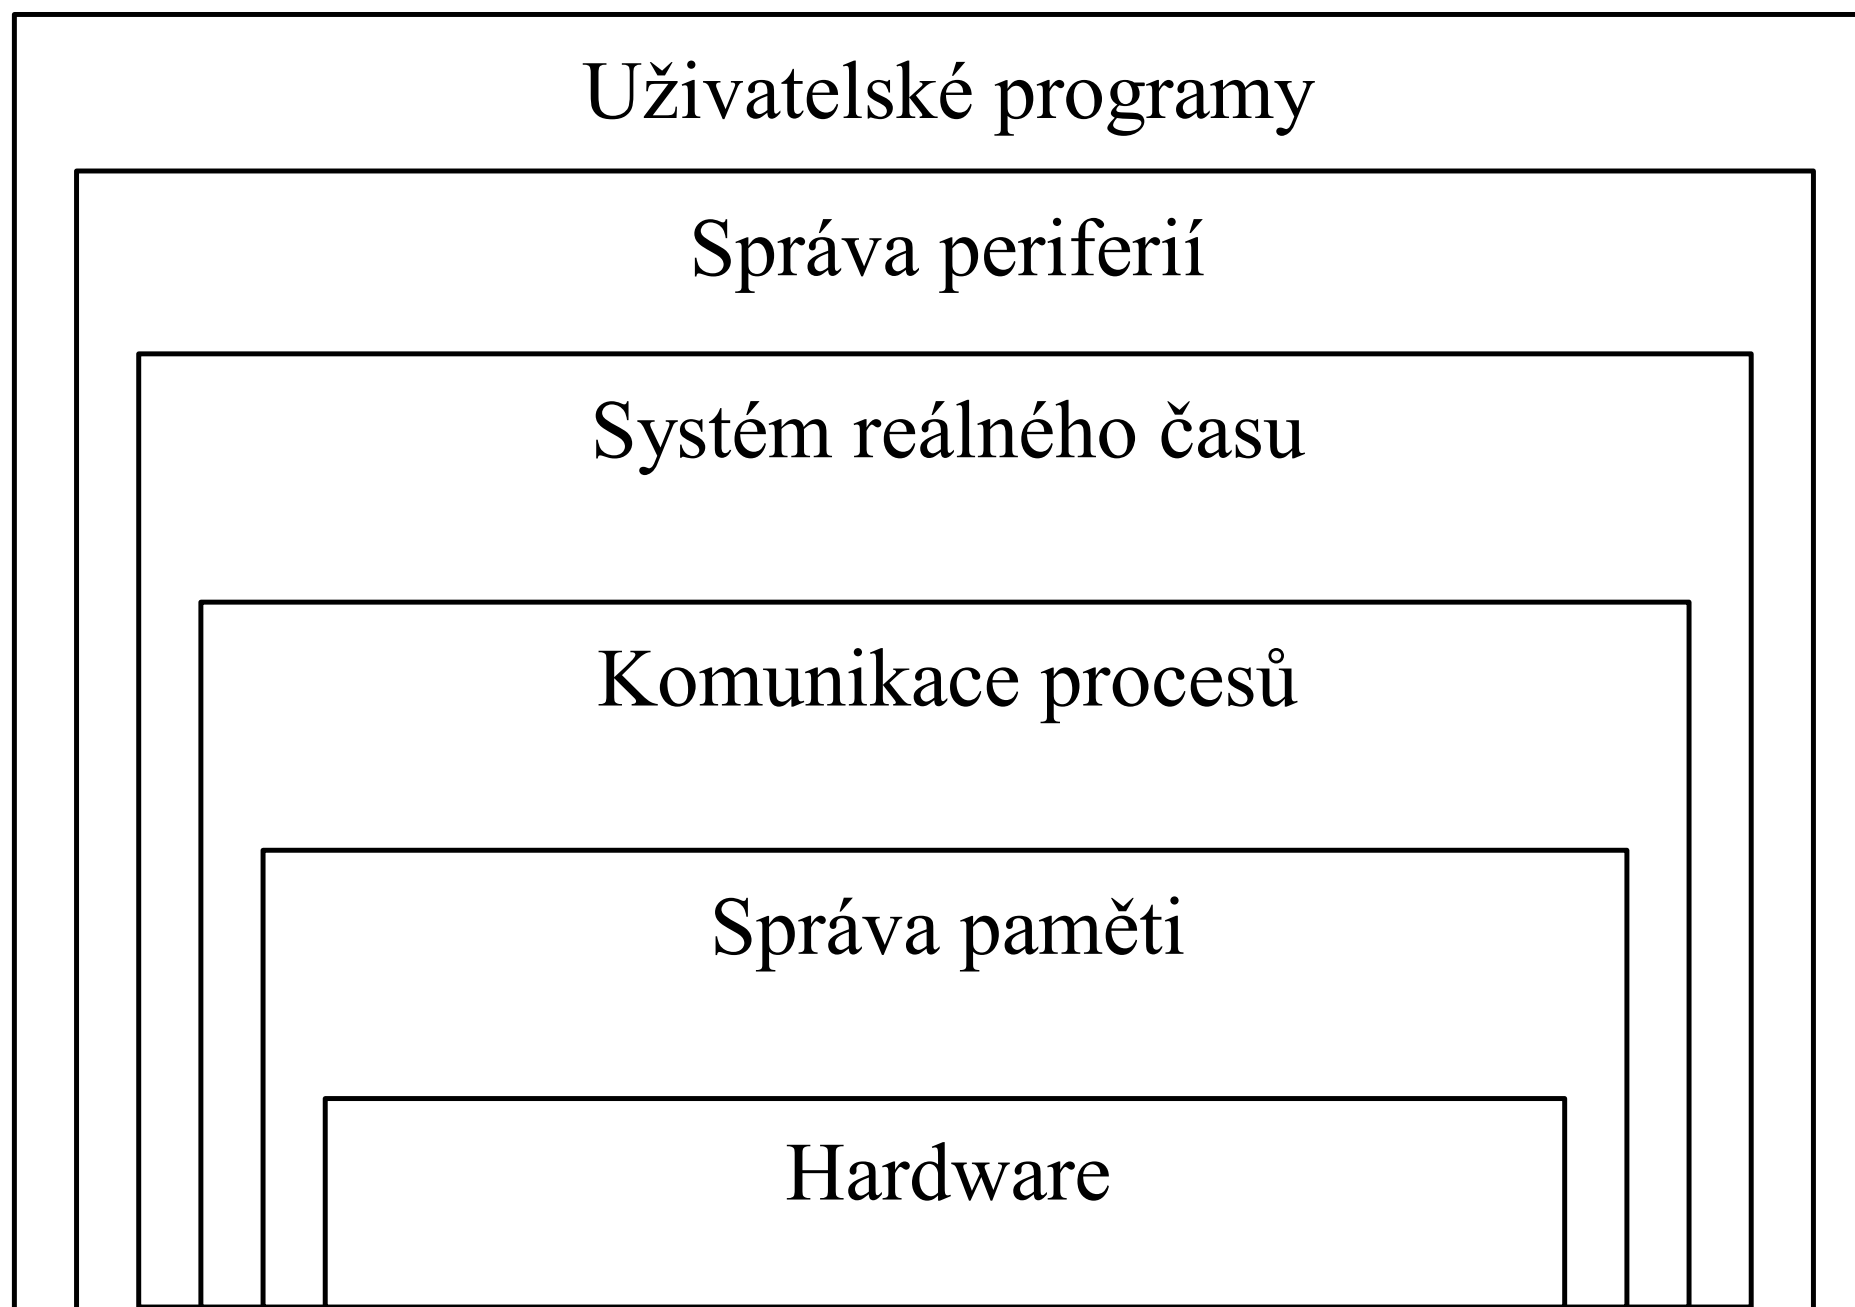 Uživatelské programy
Správa periferií
Systém reálného času
Komunikace procesů
Správa paměti
Hardware